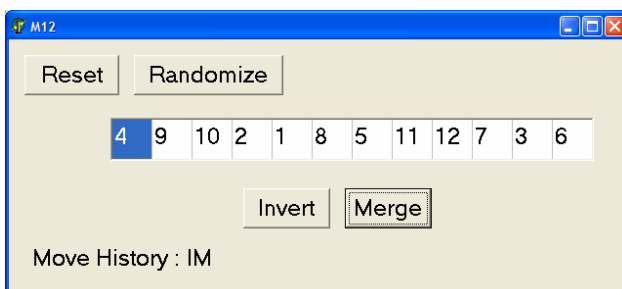 M12
Reset Randomize
4 9 10 2 1 8 5 11 12 7 3 6
Invert Merge
Move History : IM